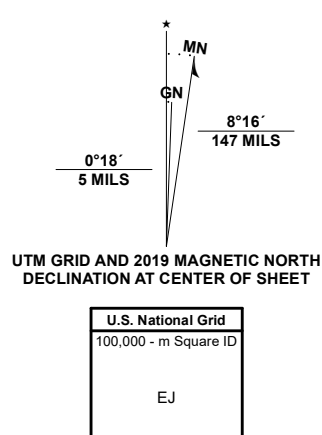 ★
MN
GN
8°16´
147 MILS
0°18´
5 MILS
UTM GRID AND 2019 MAGNETIC NORTH
DECLINATION AT CENTER OF SHEET
U.S. National Grid
100,000 - m Square ID
EJ